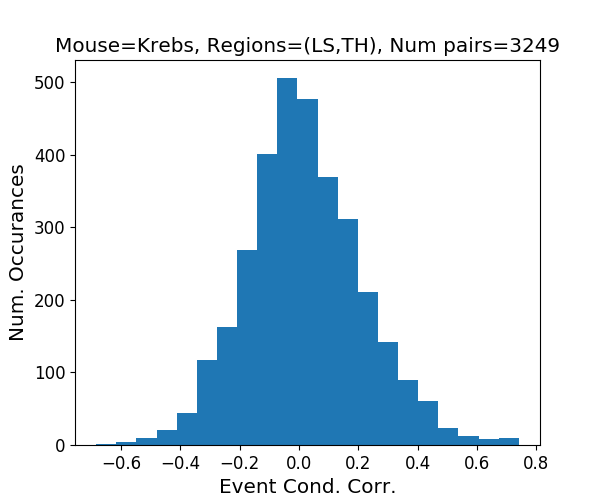 Mouse=Krebs, Regions=(LS,TH), Num pairs=3249
Num. Occurances
500
400
300
200
100
0
−0.6 −0.4 −0.2 0.0 0.2 0.4 0.6 0.8
Event Cond. Corr.